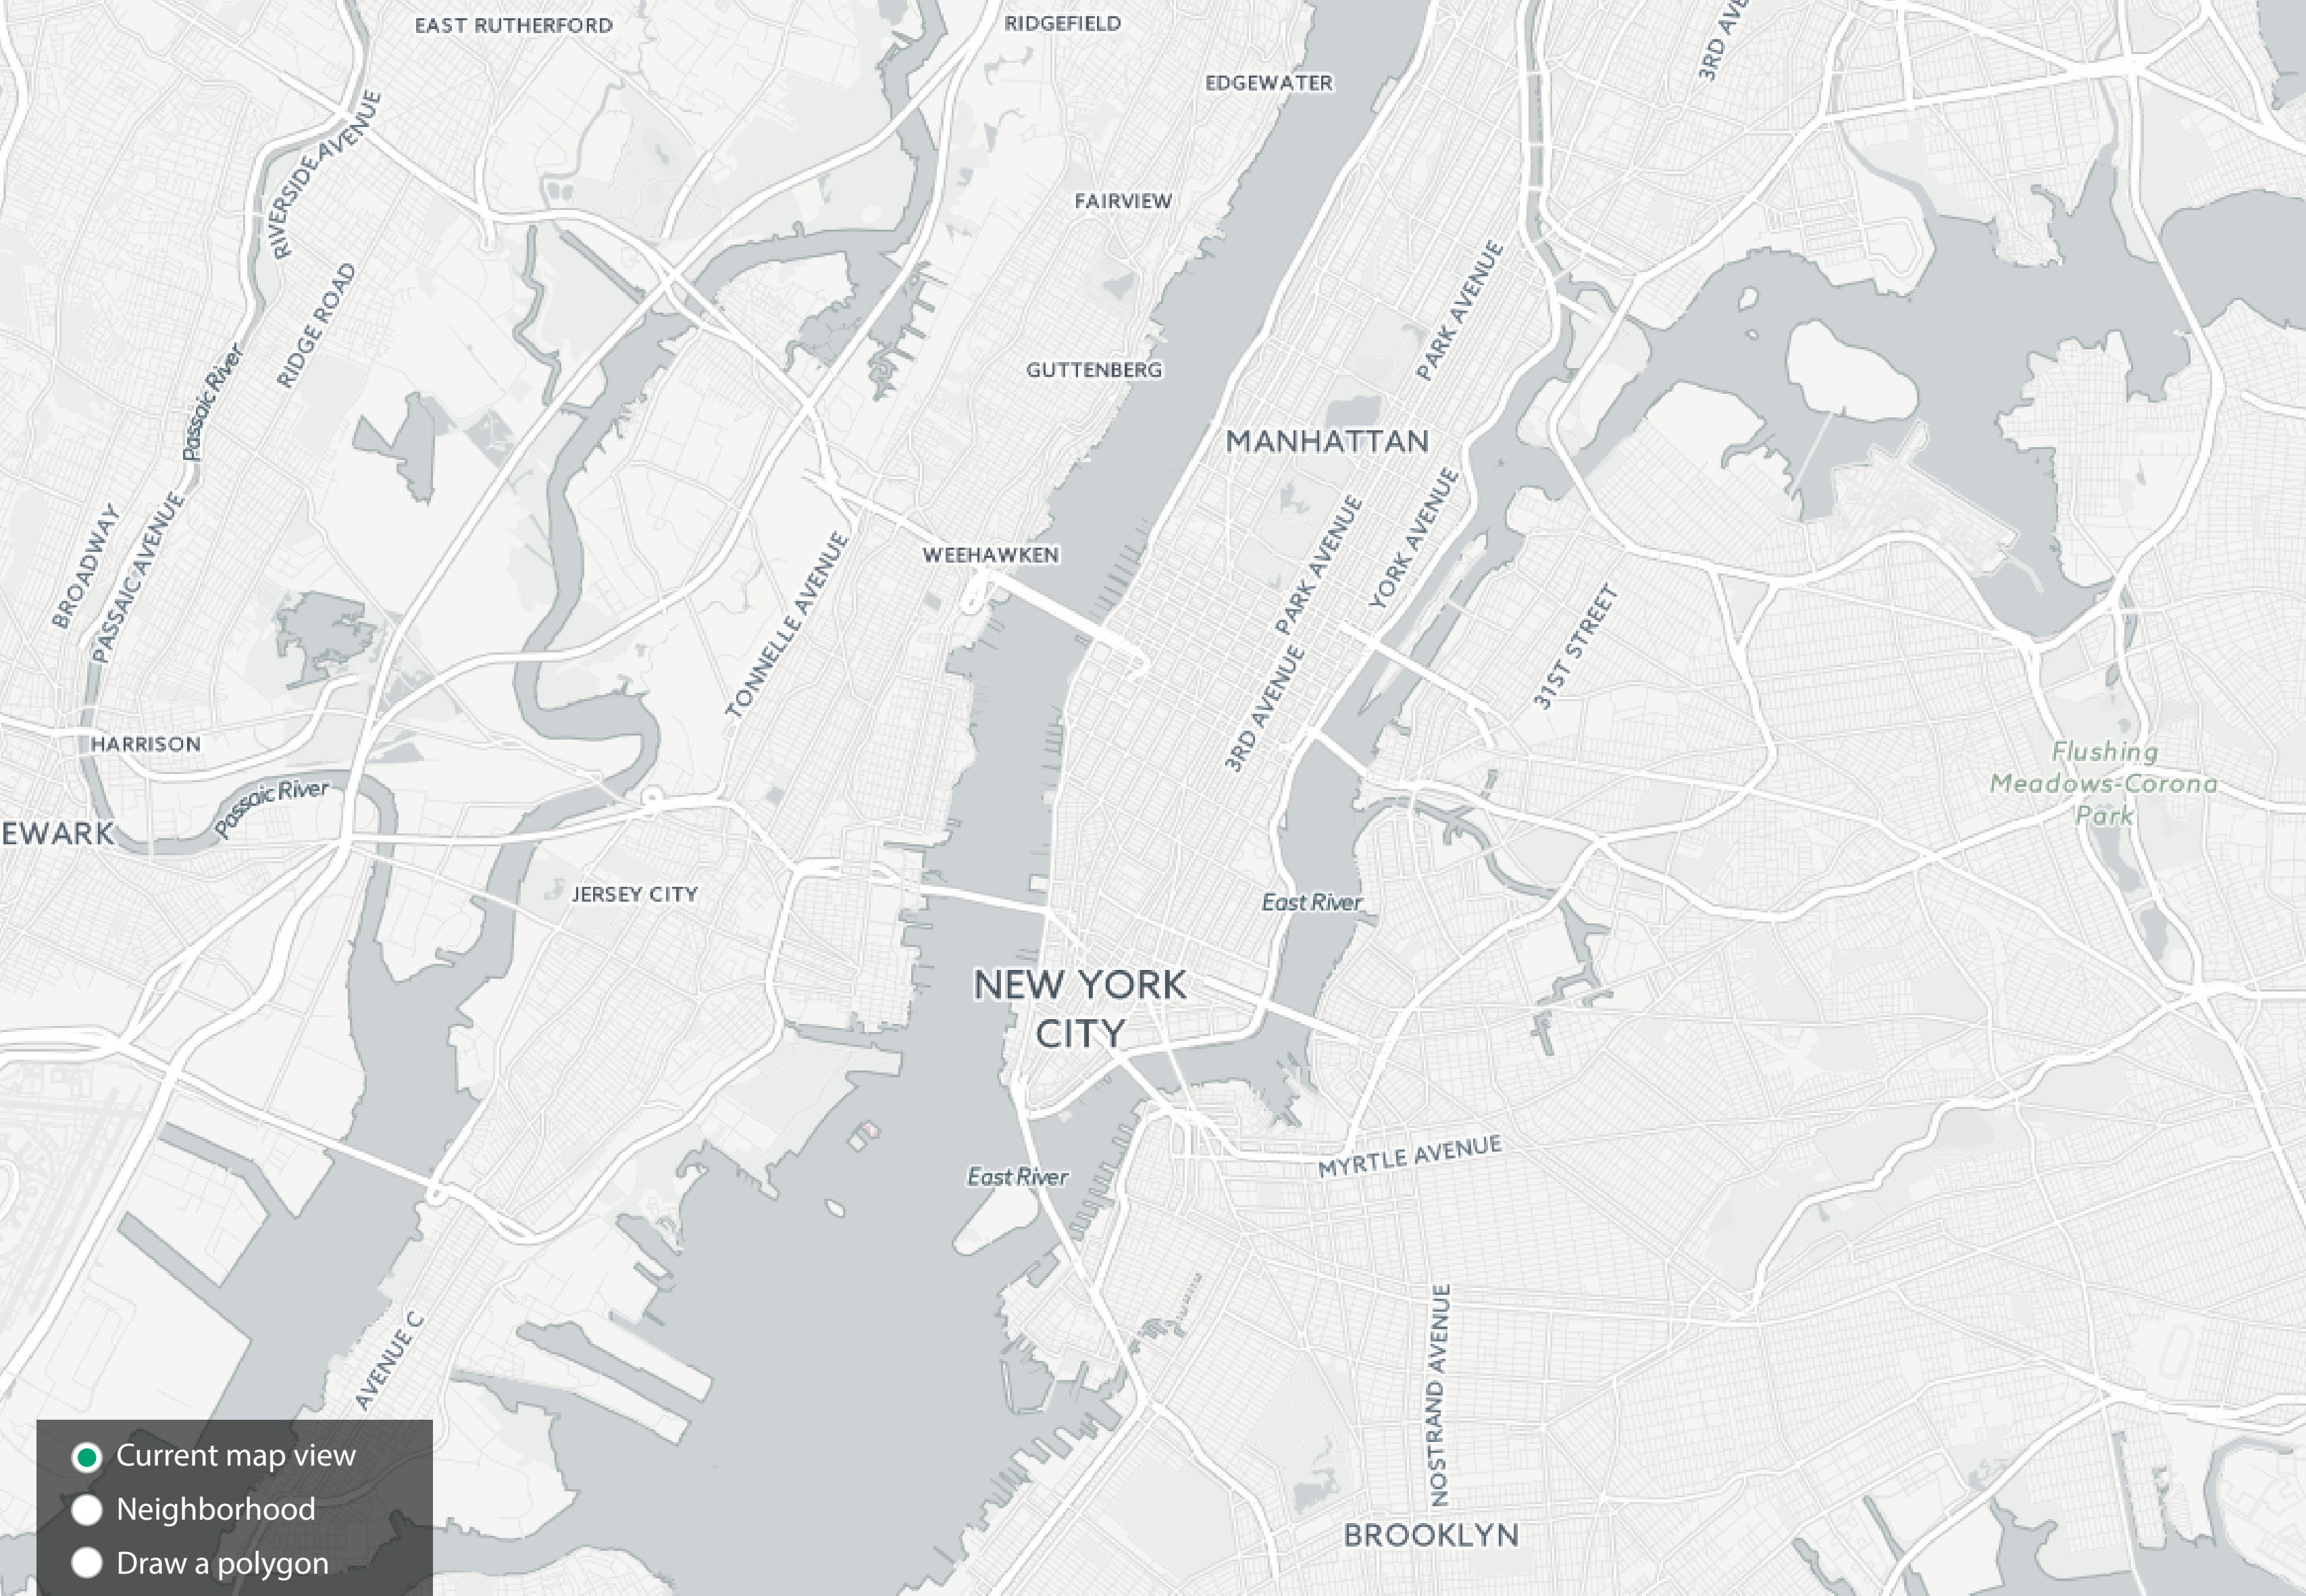 EAST RUTHERFORD
RIDGEFIELD
3RD AVE
EDGEWATER
RIVERSIDE AVENUE
FAIRVIEW
PARK AVENUE
RIDGE ROAD
Passaic River
GUTTENBERG
MANHATTAN
YORK AVENUE
PARK AVENUE
BROADWAY
PASSAIC AVENUE
WEEHAWKEN
TONNELLE AVENUE
31ST STREET
3RD AVENUE
HARRISON
Flushing
Meadows-Corona
Park
Passaic River
EWARK
JERSEY CITY
East River
NEW YORK
CITY
MYRTLE AVENUE
East River
NOSTRAND AVENUE
AVENUE C
BROOKLYN
Current map view
Neighborhood
Draw a polygon